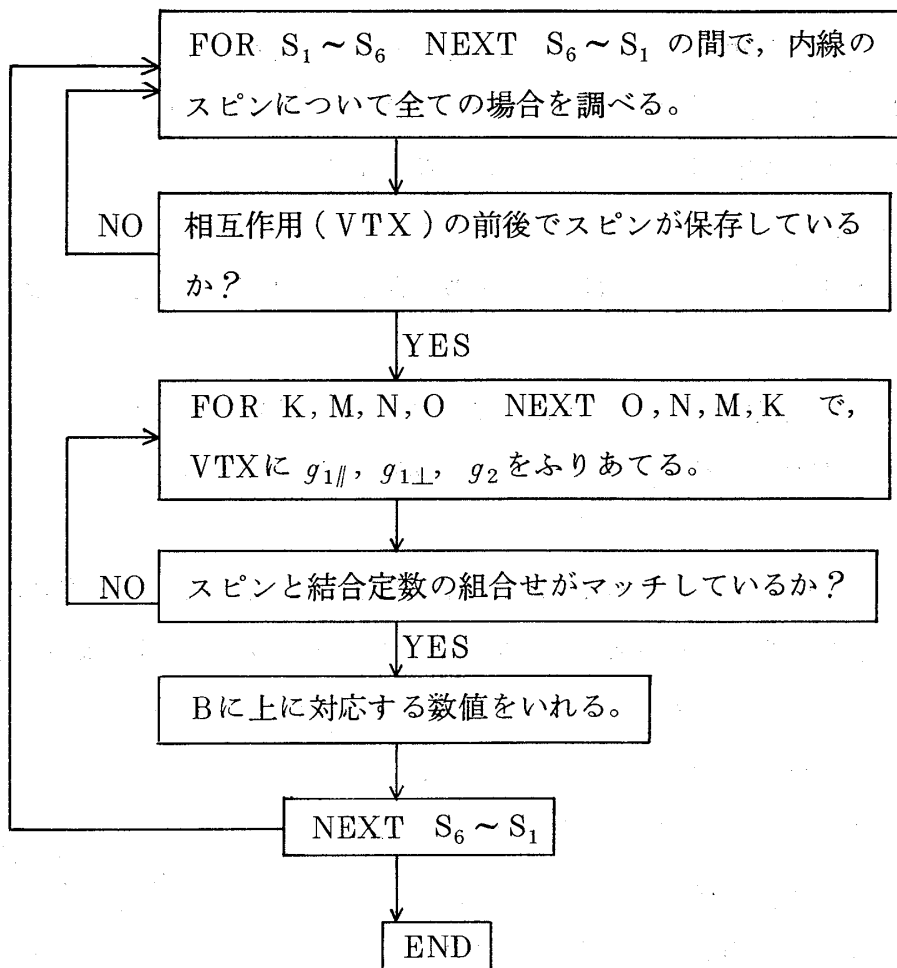 FOR S₁～S₆ NEXT S₆～S₁ の間で，内線の
スピンについて全ての場合を調べる。
NO
相互作用（VTX）の前後でスピンが保存している
か？
YES
FOR K, M, N, O NEXT O, N, M, K で，
VTXに g₁∥, g₁⊥, g₂ をふりあてる。
NO
スピンと結合定数の組合せがマッチしているか？
YES
Bに上に対応する数値をいれる。
NEXT S₆～S₁
END